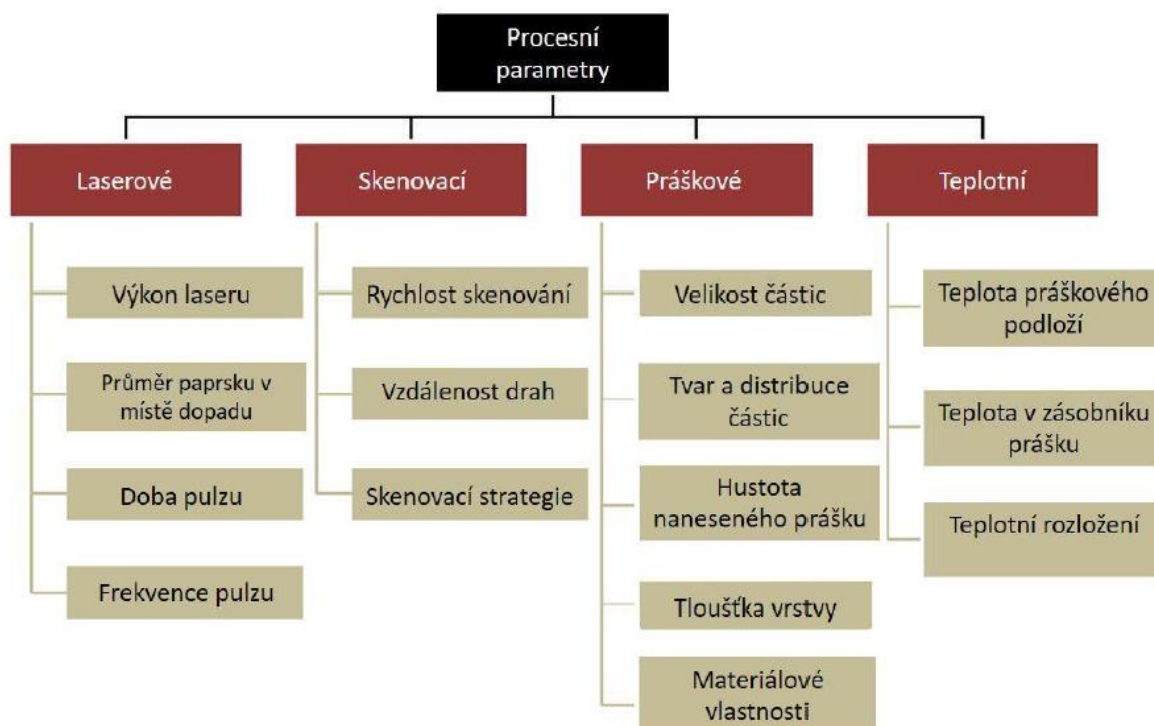 Procesní
parametry
Laserové
Skenovací
Práškové
Teplotní
Výkon laseru
Průměr paprsku v
místě dopadu
Doba pulzu
Frekvence pulzu
Rychlost skenování
Vzdálenost drah
Skenovací strategie
Velikost částic
Tvar a distribuce
částic
Hustota
naneseného prášku
Tloušťka vrstvy
Materiálové
vlastnosti
Teplota práškového
podloží
Teplota v zásobníku
prášku
Teplotní rozložení